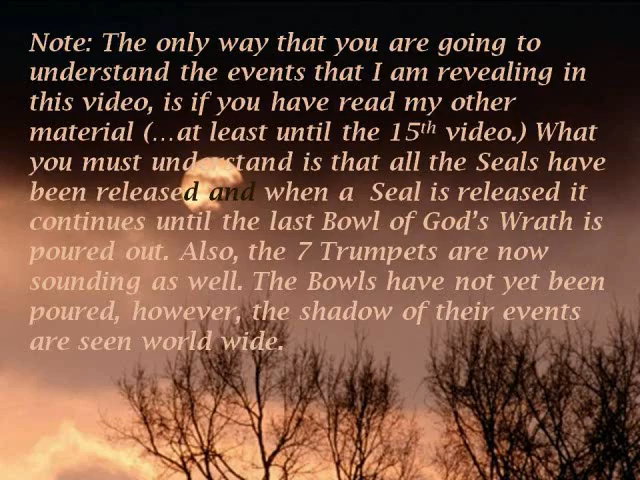 Note: The only way that you are going to
understand the events that I am revealing in
this video, is if you have read my other
material (…at least until the 15th video.) What
you must understand is that all the Seals have
been released and when a  Seal is released it
continues until the last Bowl of God's Wrath is
poured out. Also, the 7 Trumpets are now
sounding as well. The Bowls have not yet been
poured, however, the shadow of their events
are seen world wide.